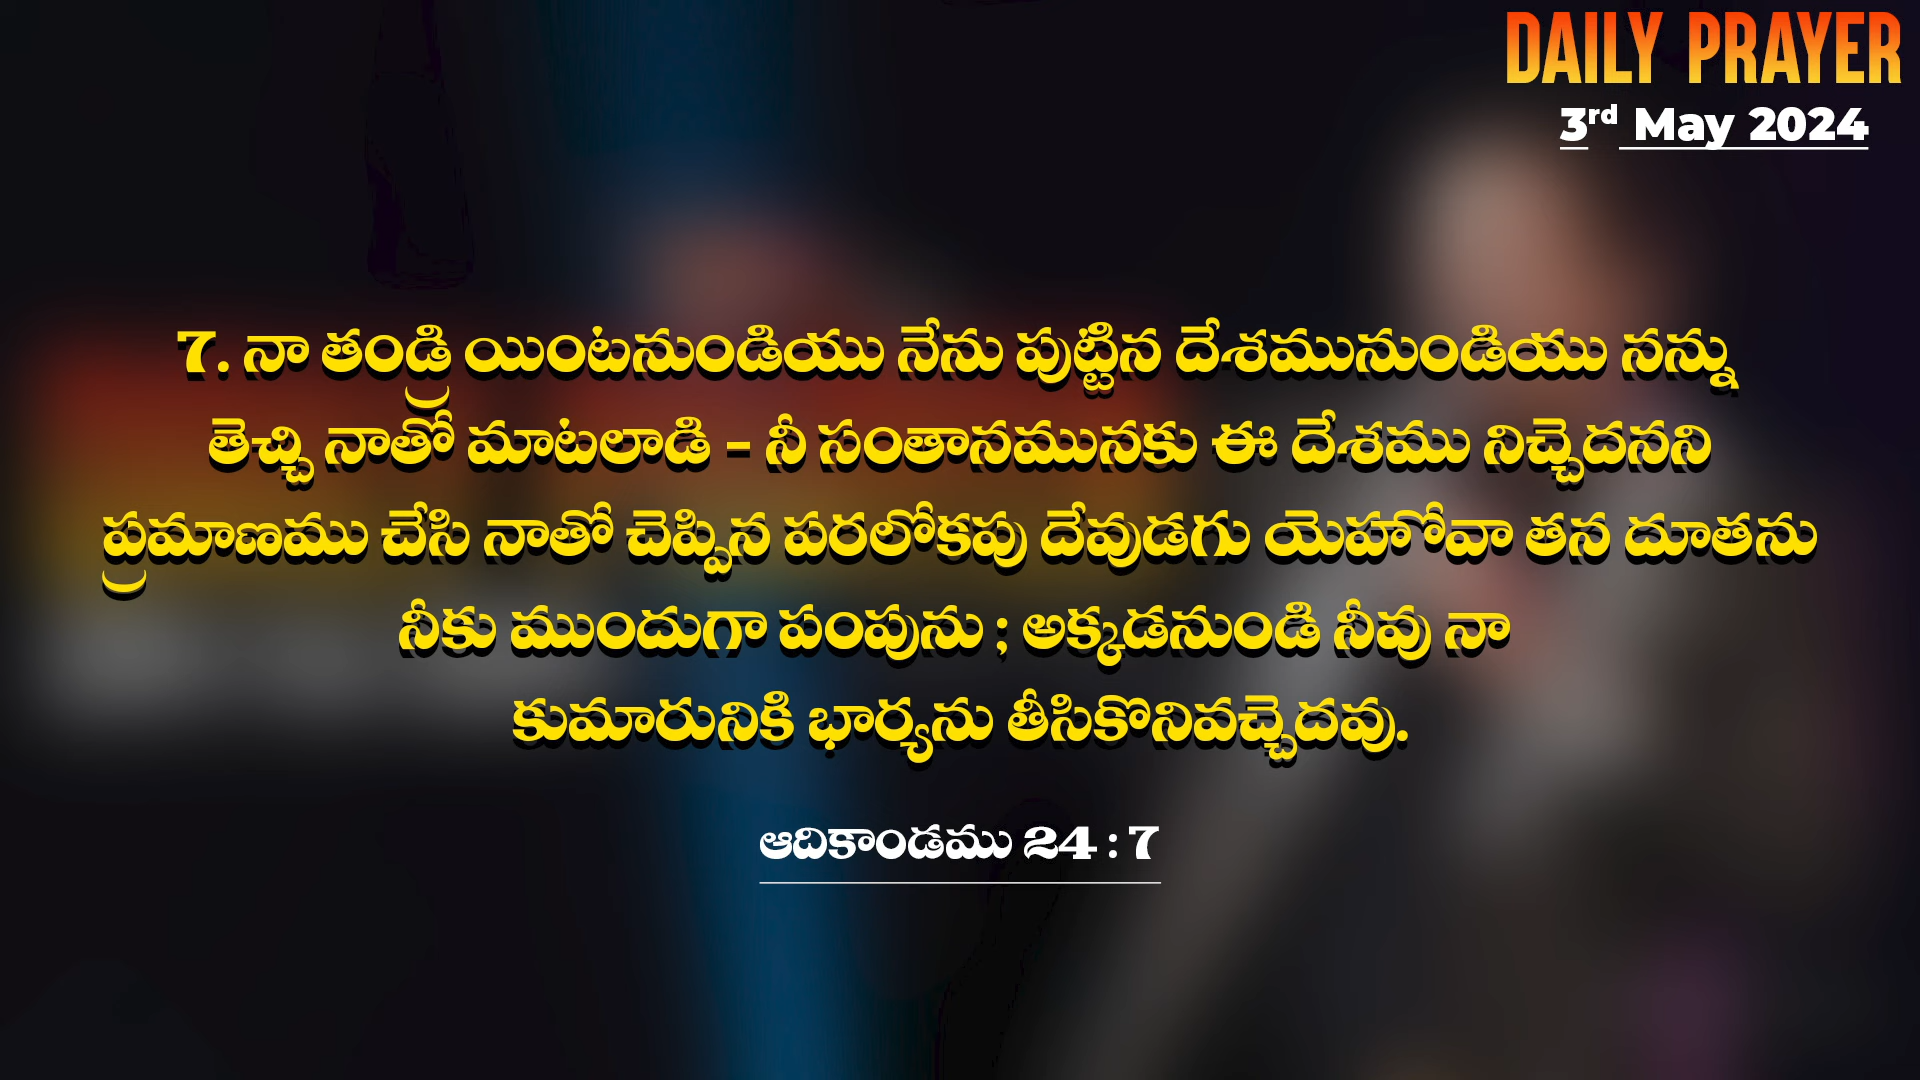 DAILY PRAYER
3rd May 2024
7. నా తండ్రి యింటనుండియు నేను పుట్టిన దేశమునుండియు నన్ను
తెచ్చి నాతో మాటలాడి - నీ సంతానమునకు ఈ దేశము నిచ్చెదనని
ప్రమాణము చేసి నాతో చెప్పిన పరలోకపు దేవుడగు యెహోవా తన దూతను
నీకు ముందుగా పంపును ; అక్కడనుండి నీవు నా
కుమారునికి భార్యను తీసికొనివచ్చెదవు.
ఆదికాండము 24 : 7